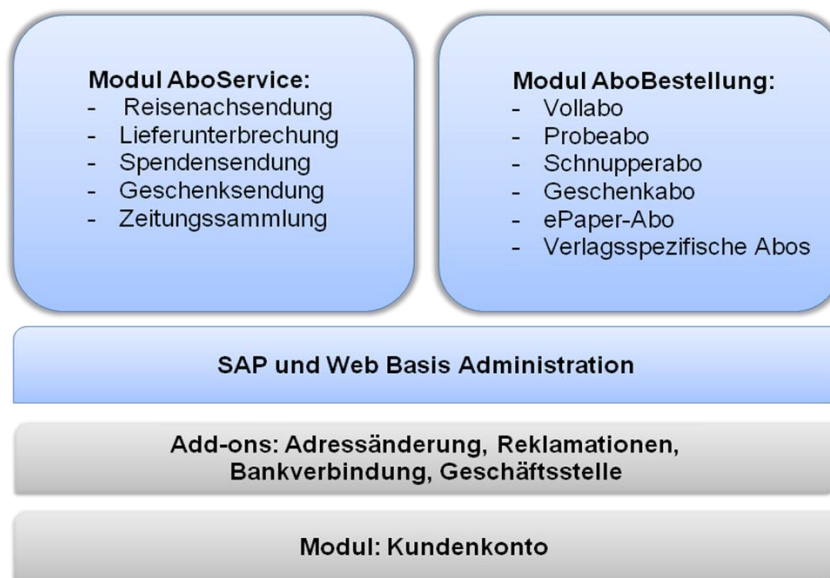 Modul AboService:
- Reisenachsendung
- Lieferunterbrechung
- Spendensendung
- Geschenksendung
- Zeitungssammlung
Modul AboBestellung:
- Vollabo
- Probeabo
- Schnupperabo
- Geschenkabo
- ePaper-Abo
- Verlagsspezifische Abos
SAP und Web Basis Administration
Add-ons: Adressänderung, Reklamationen,
Bankverbindung, Geschäftsstelle
Modul: Kundenkonto